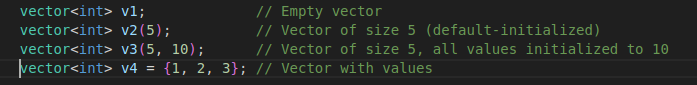 vector<int> v1;              // Empty vector
vector<int> v2(5);           // Vector of size 5 (default-initialized)
vector<int> v3(5, 10);       // Vector of size 5, all values initialized to 10
vector<int> v4 = {1, 2, 3}; // Vector with values